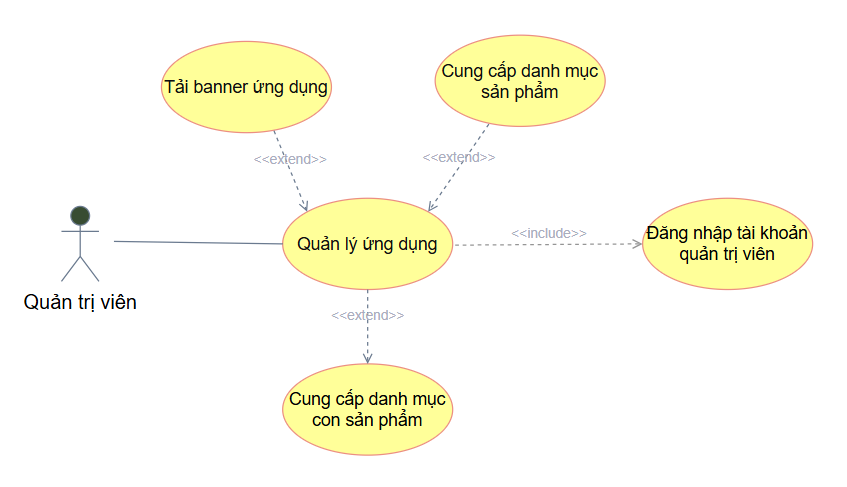 Tải banner ứng dụng
Cung cấp danh mục
sản phẩm
<<extend>>
<<extend>>
Quản lý ứng dụng
<<include>>
Đăng nhập tài khoản
quản trị viên
Quản trị viên
<<extend>>
Cung cấp danh mục
con sản phẩm